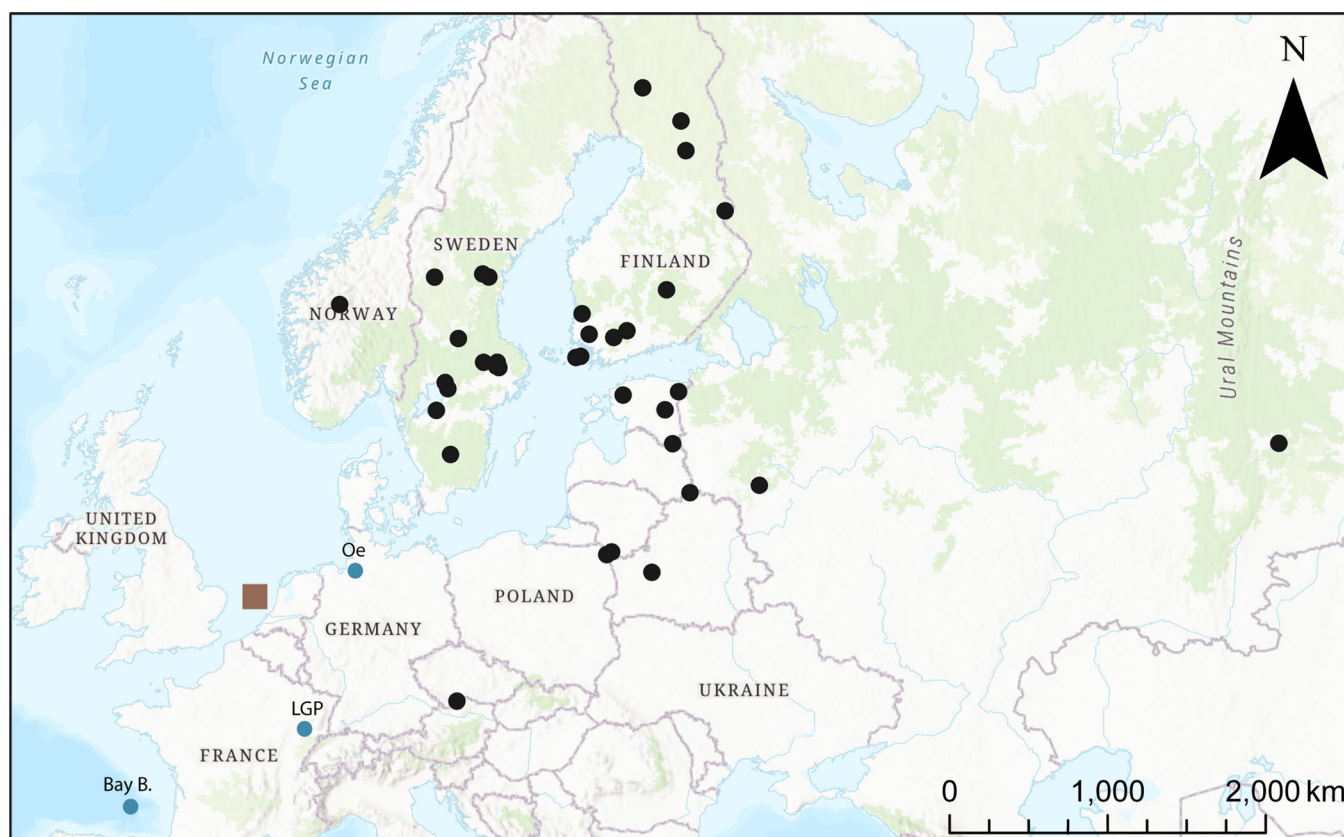 N
Norwegian
Sea
SWEDEN
FINLAND
NORWAY
Ural Mountains
UNITED
KINGDOM
Oe
POLAND
GERMANY
UKRAINE
LGP
FRANCE
Bay B.
0 1,000 2,000 km